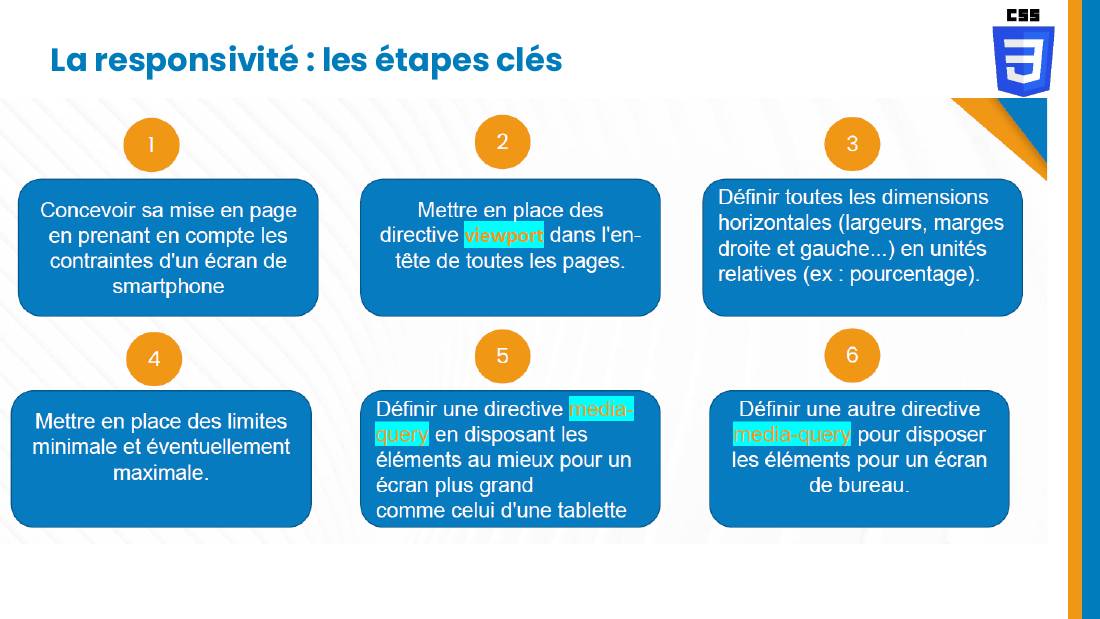 CSS
La responsivité : les étapes clés
1
Concevoir sa mise en page
en prenant en compte les
contraintes d'un écran de
smartphone
2
Mettre en place des
directive viewport dans l'en-
tête de toutes les pages.
3
Définir toutes les dimensions
horizontales (largeurs, marges
droite et gauche...) en unités
relatives (ex : pourcentage).
4
Mettre en place des limites
minimale et éventuellement
maximale.
5
Définir une directive media-
query en disposant les
éléments au mieux pour un
écran plus grand
comme celui d'une tablette
6
Définir une autre directive
media-query pour disposer
les éléments pour un écran
de bureau.